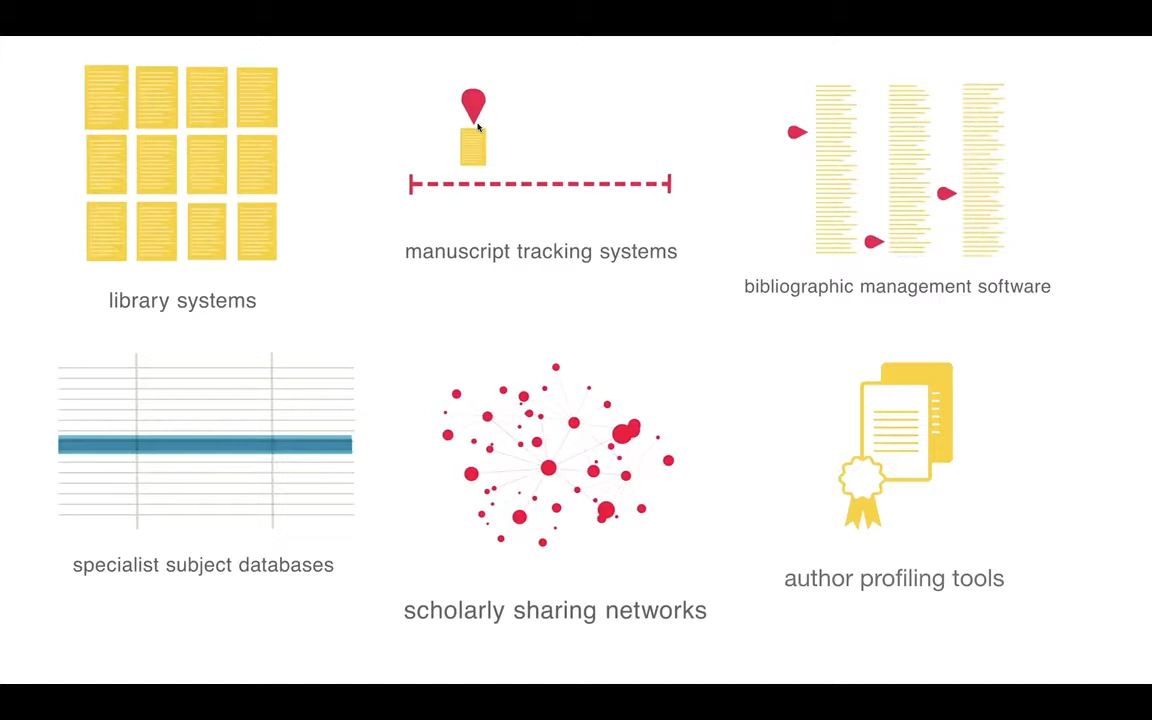 library systems
manuscript tracking systems
bibliographic management software
specialist subject databases
scholarly sharing networks
author profiling tools